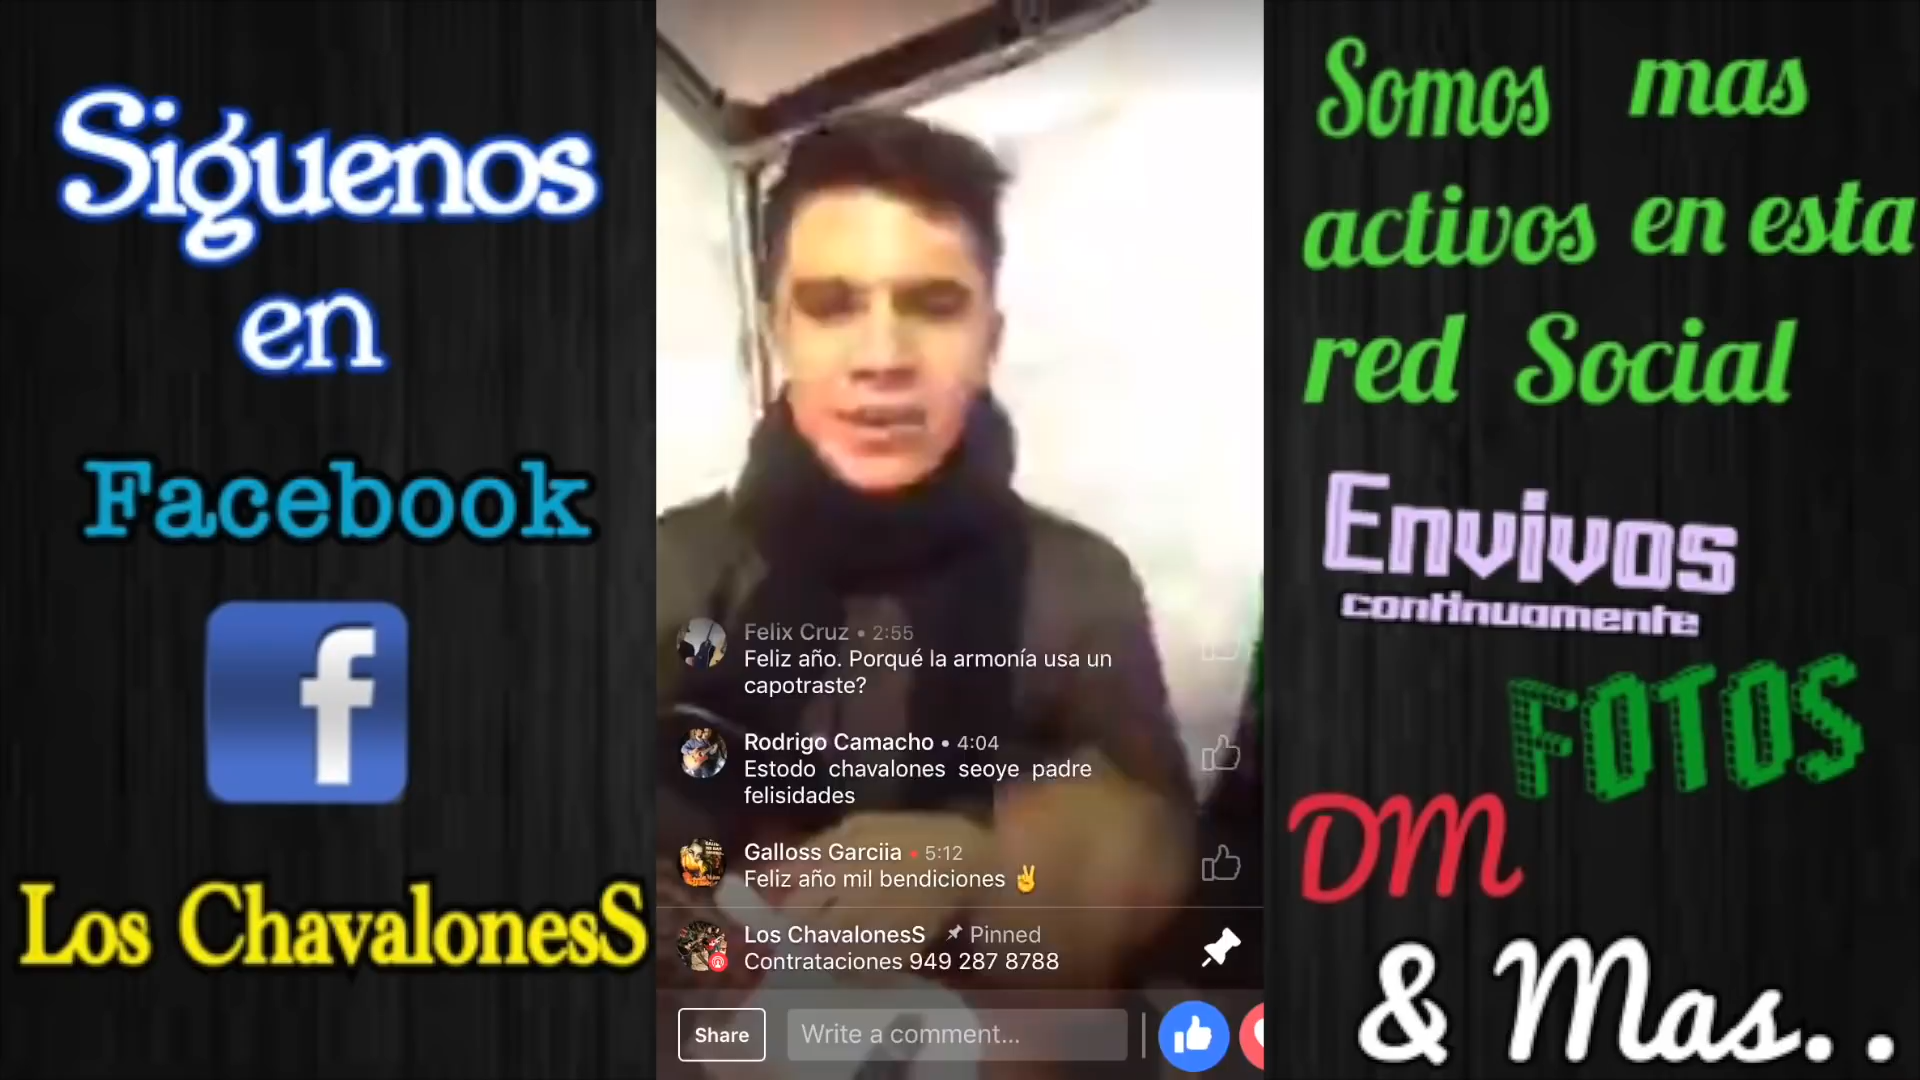 Siguenos
en
Facebook
f
Los ChavalonesS
Felix Cruz • 2:55
Feliz año. Porqué la armonía usa un
capotraste?
Rodrigo Camacho • 4:04
Estodo chavalones seoye padre
felisidades
Galloss Garciia • 5:12
Feliz año mil bendiciones ✌
Los ChavalonesS Pinned
Contrataciones 949 287 8788
Share
Write a comment...
Somos mas
activos en esta
red Social
Envivos
continuamente
FOTOS
DM
& Mas..